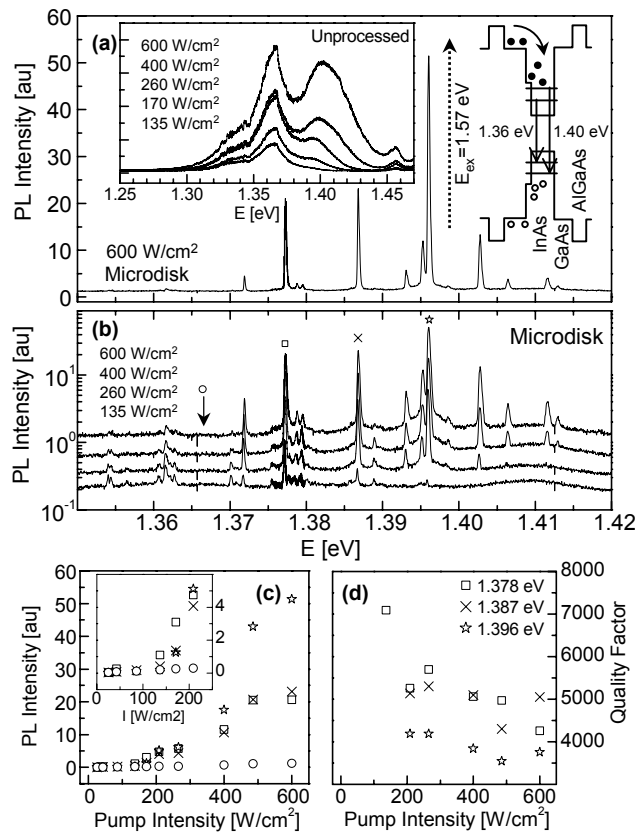 (a)
600 W/cm²
400 W/cm²
260 W/cm²
170 W/cm²
135 W/cm²
Unprocessed
1.25 1.30 1.35 1.40 1.45
E [eV]
60
50
40
30
20
10
0
PL Intensity [au]
600 W/cm²
Microdisk
E_ex=1.57 eV
1.36 eV
1.40 eV
InAs
GaAs
AlGaAs
(b)
600 W/cm²
400 W/cm²
260 W/cm²
135 W/cm²
Microdisk
10¹
10⁰
10⁻¹
PL Intensity [au]
1.36 1.37 1.38 1.39 1.40 1.41 1.42
E [eV]
(c)
60
50
40
30
20
10
0
PL Intensity [au]
4
2
0
0 100 200
I [W/cm2]
0 200 400 600
Pump Intensity [W/cm²]
(d)
1.378 eV
1.387 eV
1.396 eV
8000
7000
6000
5000
4000
Quality Factor
0 200 400 600
Pump Intensity [W/cm²]